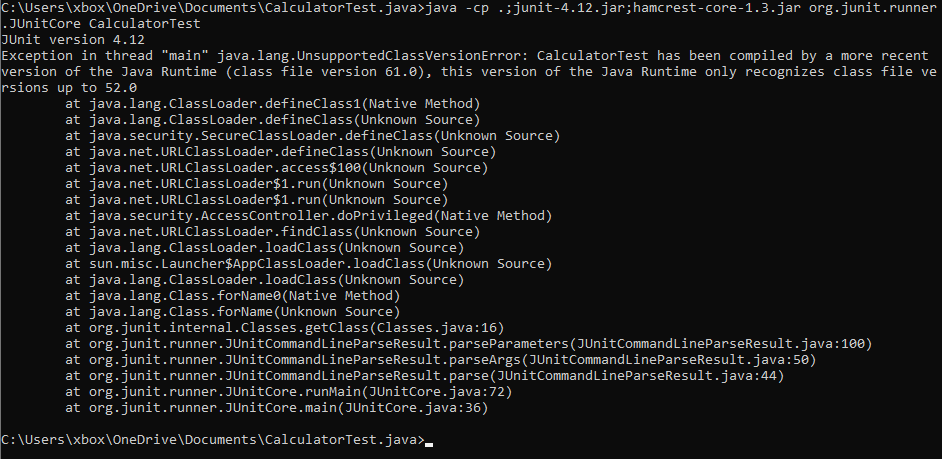 C:\Users\xbox\OneDrive\Documents\CalculatorTest.java>java -cp .;junit-4.12.jar;hamcrest-core-1.3.jar org.junit.runner
.JUnitCore CalculatorTest
JUnit version 4.12
Exception in thread "main" java.lang.UnsupportedClassVersionError: CalculatorTest has been compiled by a more recent
version of the Java Runtime (class file version 61.0), this version of the Java Runtime only recognizes class file ve
rsions up to 52.0
        at java.lang.ClassLoader.defineClass1(Native Method)
        at java.lang.ClassLoader.defineClass(Unknown Source)
        at java.security.SecureClassLoader.defineClass(Unknown Source)
        at java.net.URLClassLoader.defineClass(Unknown Source)
        at java.net.URLClassLoader.access$100(Unknown Source)
        at java.net.URLClassLoader$1.run(Unknown Source)
        at java.net.URLClassLoader$1.run(Unknown Source)
        at java.security.AccessController.doPrivileged(Native Method)
        at java.net.URLClassLoader.findClass(Unknown Source)
        at java.lang.ClassLoader.loadClass(Unknown Source)
        at sun.misc.Launcher$AppClassLoader.loadClass(Unknown Source)
        at java.lang.ClassLoader.loadClass(Unknown Source)
        at java.lang.Class.forName0(Native Method)
        at java.lang.Class.forName(Unknown Source)
        at org.junit.internal.Classes.getClass(Classes.java:16)
        at org.junit.runner.JUnitCommandLineParseResult.parseParameters(JUnitCommandLineParseResult.java:100)
        at org.junit.runner.JUnitCommandLineParseResult.parseArgs(JUnitCommandLineParseResult.java:50)
        at org.junit.runner.JUnitCommandLineParseResult.parse(JUnitCommandLineParseResult.java:44)
        at org.junit.runner.JUnitCore.runMain(JUnitCore.java:72)
        at org.junit.runner.JUnitCore.main(JUnitCore.java:36)
C:\Users\xbox\OneDrive\Documents\CalculatorTest.java>